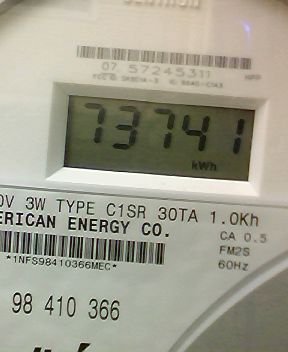 07 57245311
73741
kWh
0V 3W TYPE C1SR 30TA 1.0Kh
ERICAN ENERGY CO.
CA 0.5
FM2S
60Hz
*1NFS98410366MEC*
98 410 366